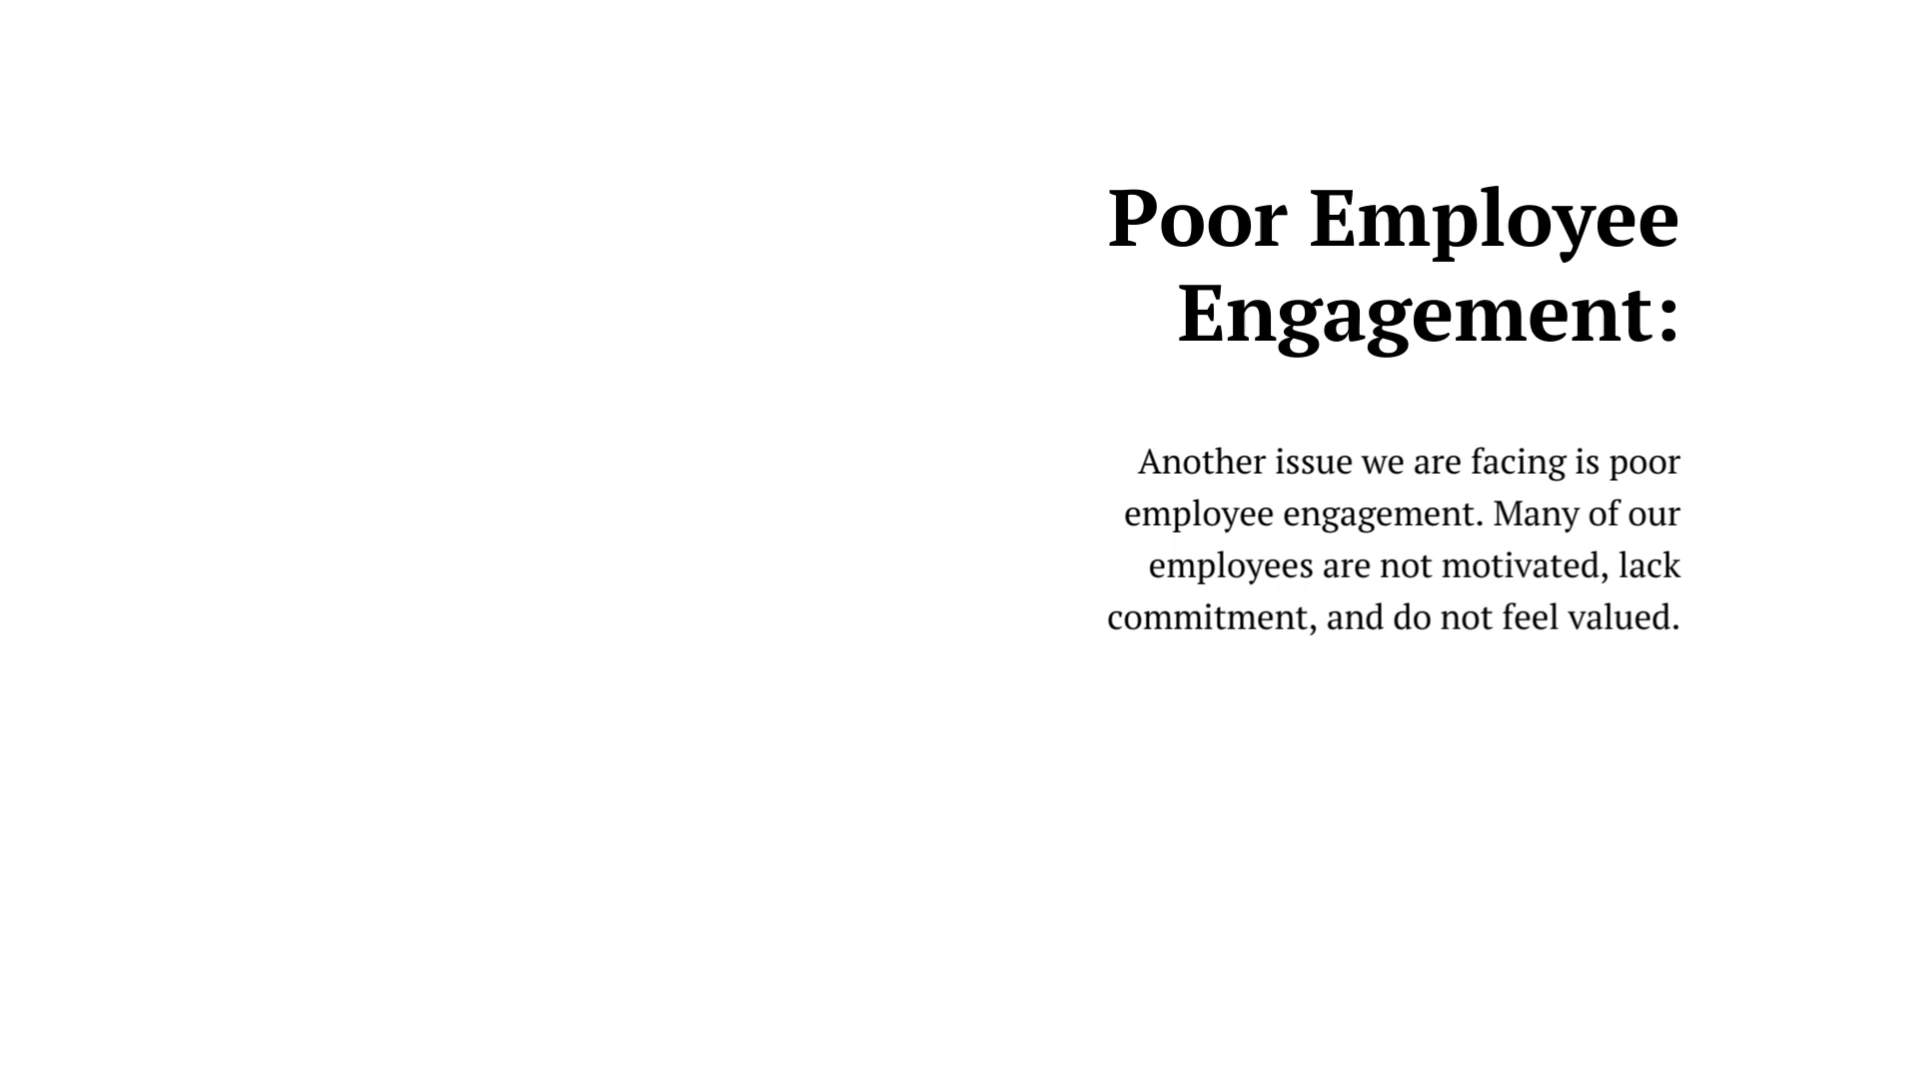 Poor Employee
Engagement:
Another issue we are facing is poor
employee engagement. Many of our
employees are not motivated, lack
commitment, and do not feel valued.